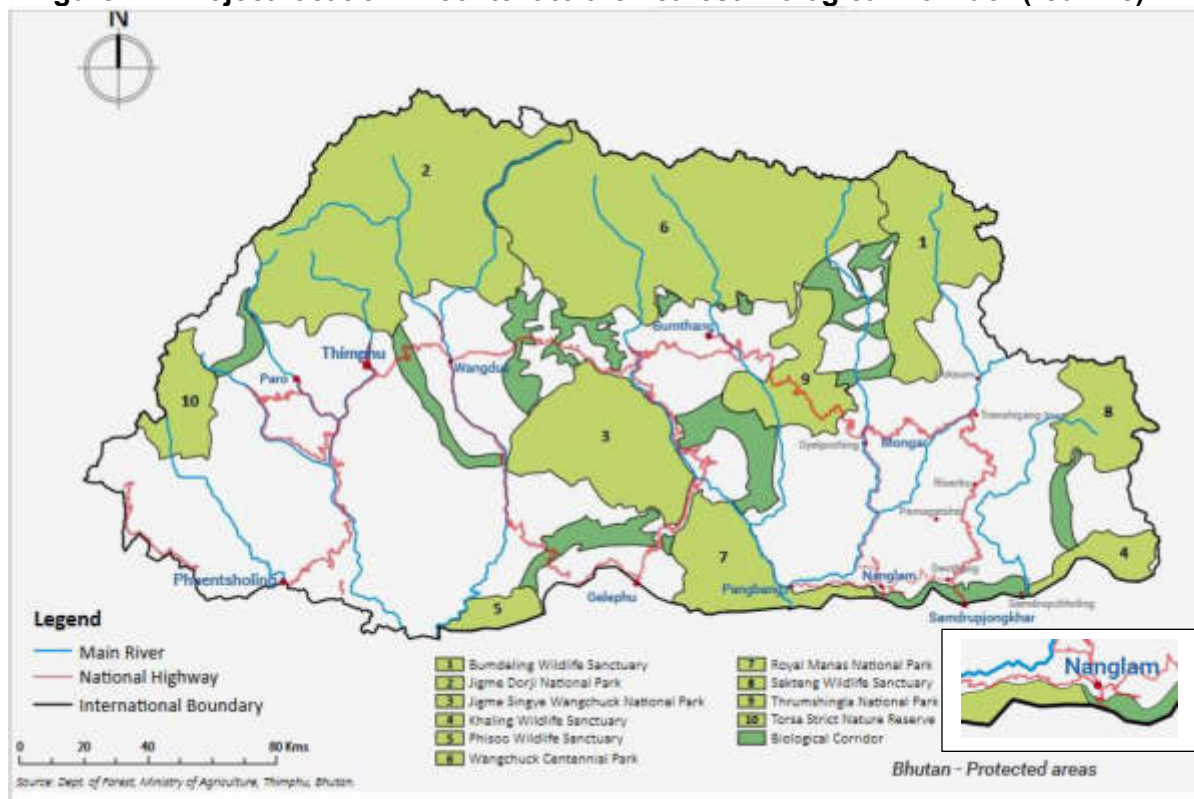 N
2
6
1
Bumthang
Thimphu
Wangdue
Paro
9
10
8
3
Mongar
7
4
Phuentsholing
Nanglam
Pangbang
Gelephu
5
Samdrupjongkhar
Legend
Main River
National Highway
International Boundary
0 20 40 80 Kms
Source: Dept. of Forest, Ministry of Agriculture, Thimphu, Bhutan.
1 Bumdeling Wildlife Sanctuary
2 Jigme Dorji National Park
3 Jigme Singye Wangchuck National Park
4 Khaling Wildlife Sanctuary
5 Phisoo Wildlife Sanctuary
6 Wangchuck Centennial Park
7 Royal Manas National Park
8 Sakteng Wildlife Sanctuary
9 Thrumshingla National Park
10 Torsa Strict Nature Reserve
Biological Corridor
Nanglam
Bhutan - Protected areas